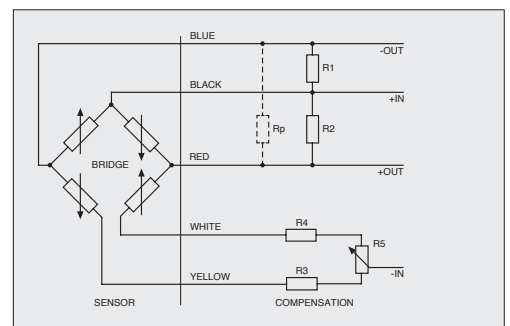 BLUE
-OUT
R1
BLACK
+IN
Rp
R2
BRIDGE
RED
+OUT
WHITE
R4
R5
-IN
YELLOW
R3
SENSOR
COMPENSATION